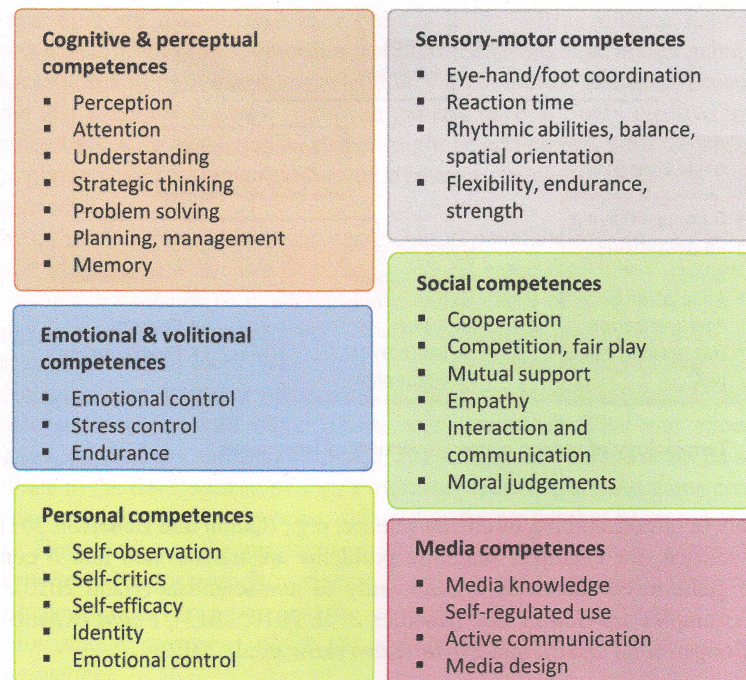 Cognitive & perceptual
competences
▪ Perception
▪ Attention
▪ Understanding
▪ Strategic thinking
▪ Problem solving
▪ Planning, management
▪ Memory
Emotional & volitional
competences
▪ Emotional control
▪ Stress control
▪ Endurance
Personal competences
▪ Self-observation
▪ Self-critics
▪ Self-efficacy
▪ Identity
▪ Emotional control
Sensory-motor competences
▪ Eye-hand/foot coordination
▪ Reaction time
▪ Rhythmic abilities, balance,
spatial orientation
▪ Flexibility, endurance,
strength
Social competences
▪ Cooperation
▪ Competition, fair play
▪ Mutual support
▪ Empathy
▪ Interaction and
communication
▪ Moral judgements
Media competences
▪ Media knowledge
▪ Self-regulated use
▪ Active communication
▪ Media design